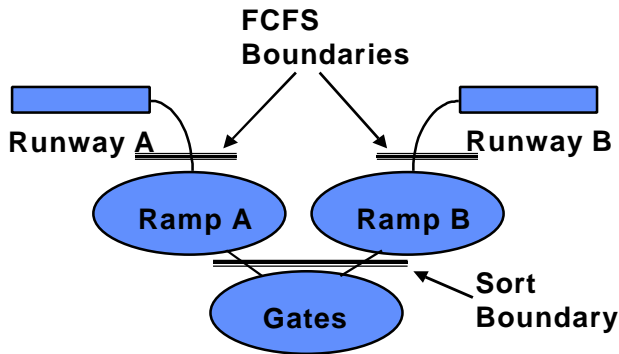 FCFS
Boundaries
Runway A
Runway B
Ramp A
Ramp B
Sort
Boundary
Gates